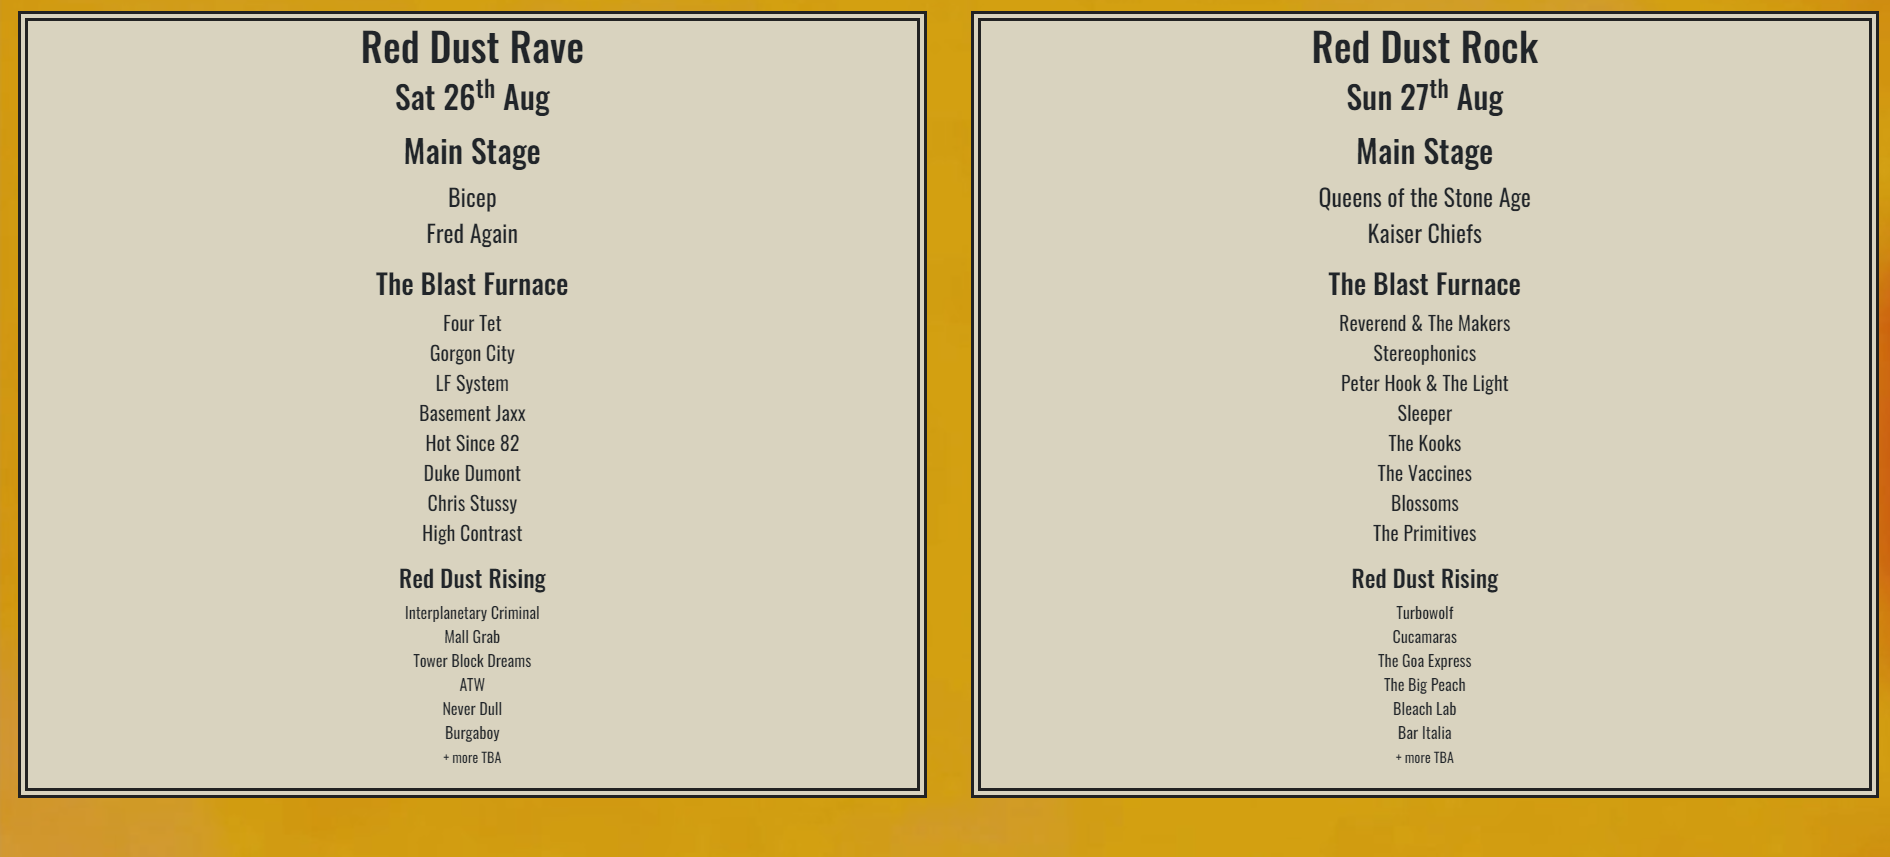 Red Dust Rave
Sat 26th Aug
Main Stage
Bicep
Fred Again
The Blast Furnace
Four Tet
Gorgon City
LF System
Basement Jaxx
Hot Since 82
Duke Dumont
Chris Stussy
High Contrast
Red Dust Rising
Interplanetary Criminal
Mall Grab
Tower Block Dreams
ATW
Never Dull
Burgaboy
+ more TBA
Red Dust Rock
Sun 27th Aug
Main Stage
Queens of the Stone Age
Kaiser Chiefs
The Blast Furnace
Reverend & The Makers
Stereophonics
Peter Hook & The Light
Sleeper
The Kooks
The Vaccines
Blossoms
The Primitives
Red Dust Rising
Turbowolf
Cucamaras
The Goa Express
The Big Peach
Bleach Lab
Bar Italia
+ more TBA